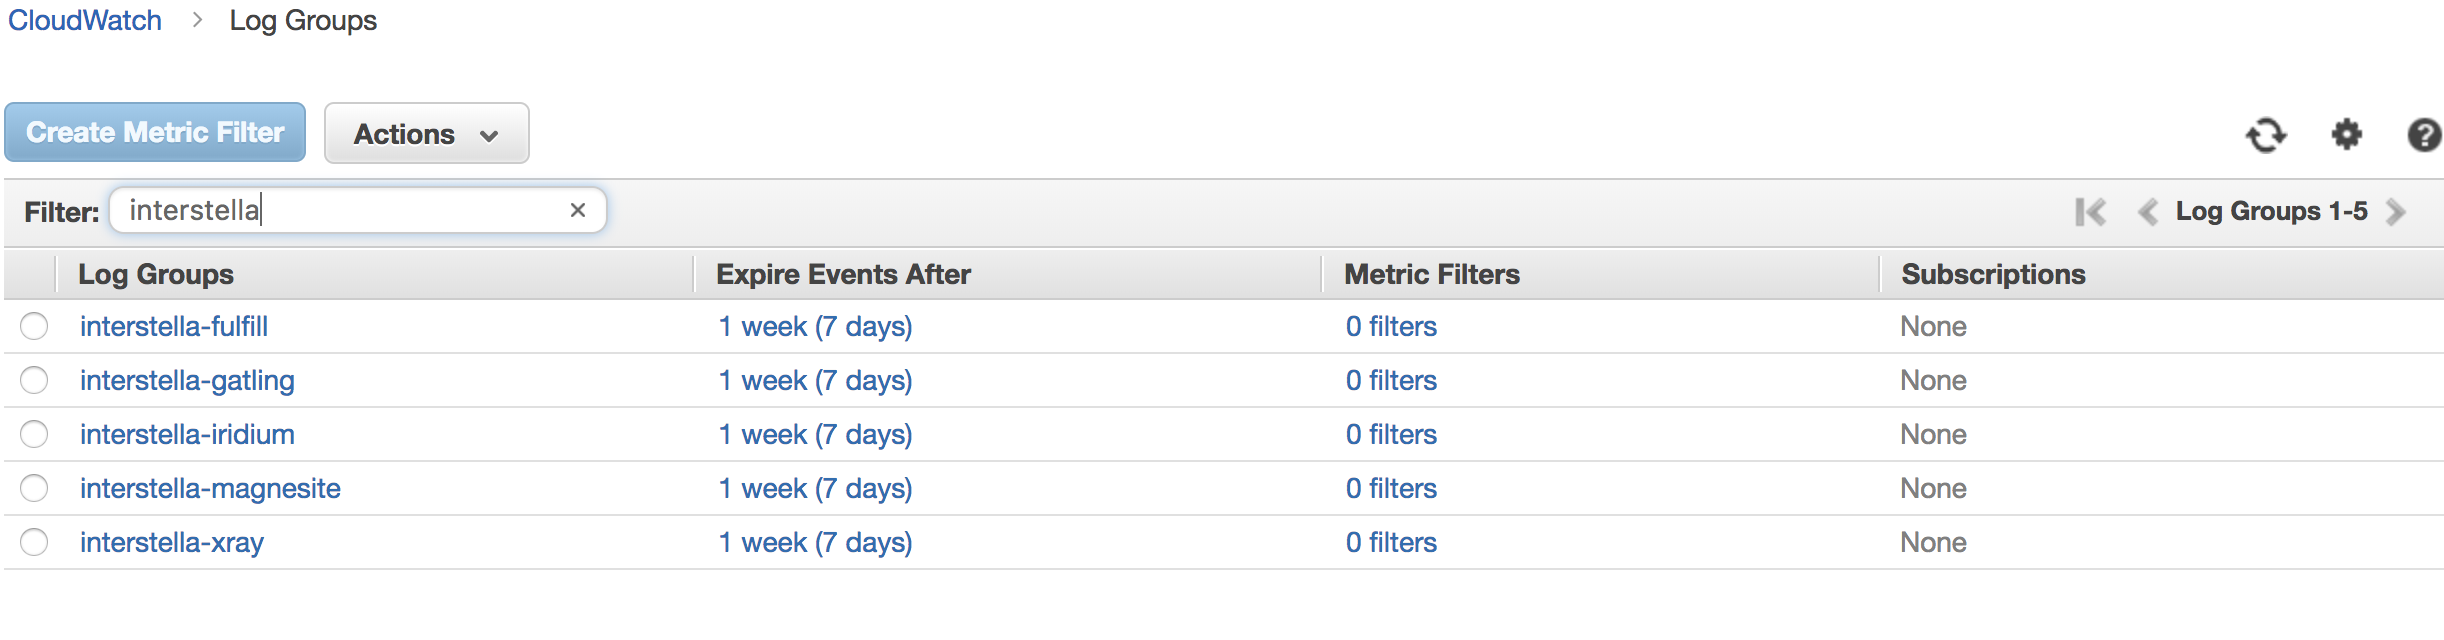 CloudWatch > Log Groups
Create Metric Filter Actions
Filter: interstella Log Groups 1-5
Log Groups Expire Events After Metric Filters Subscriptions
interstella-fulfill 1 week (7 days) 0 filters None
interstella-gatling 1 week (7 days) 0 filters None
interstella-iridium 1 week (7 days) 0 filters None
interstella-magnesite 1 week (7 days) 0 filters None
interstella-xray 1 week (7 days) 0 filters None